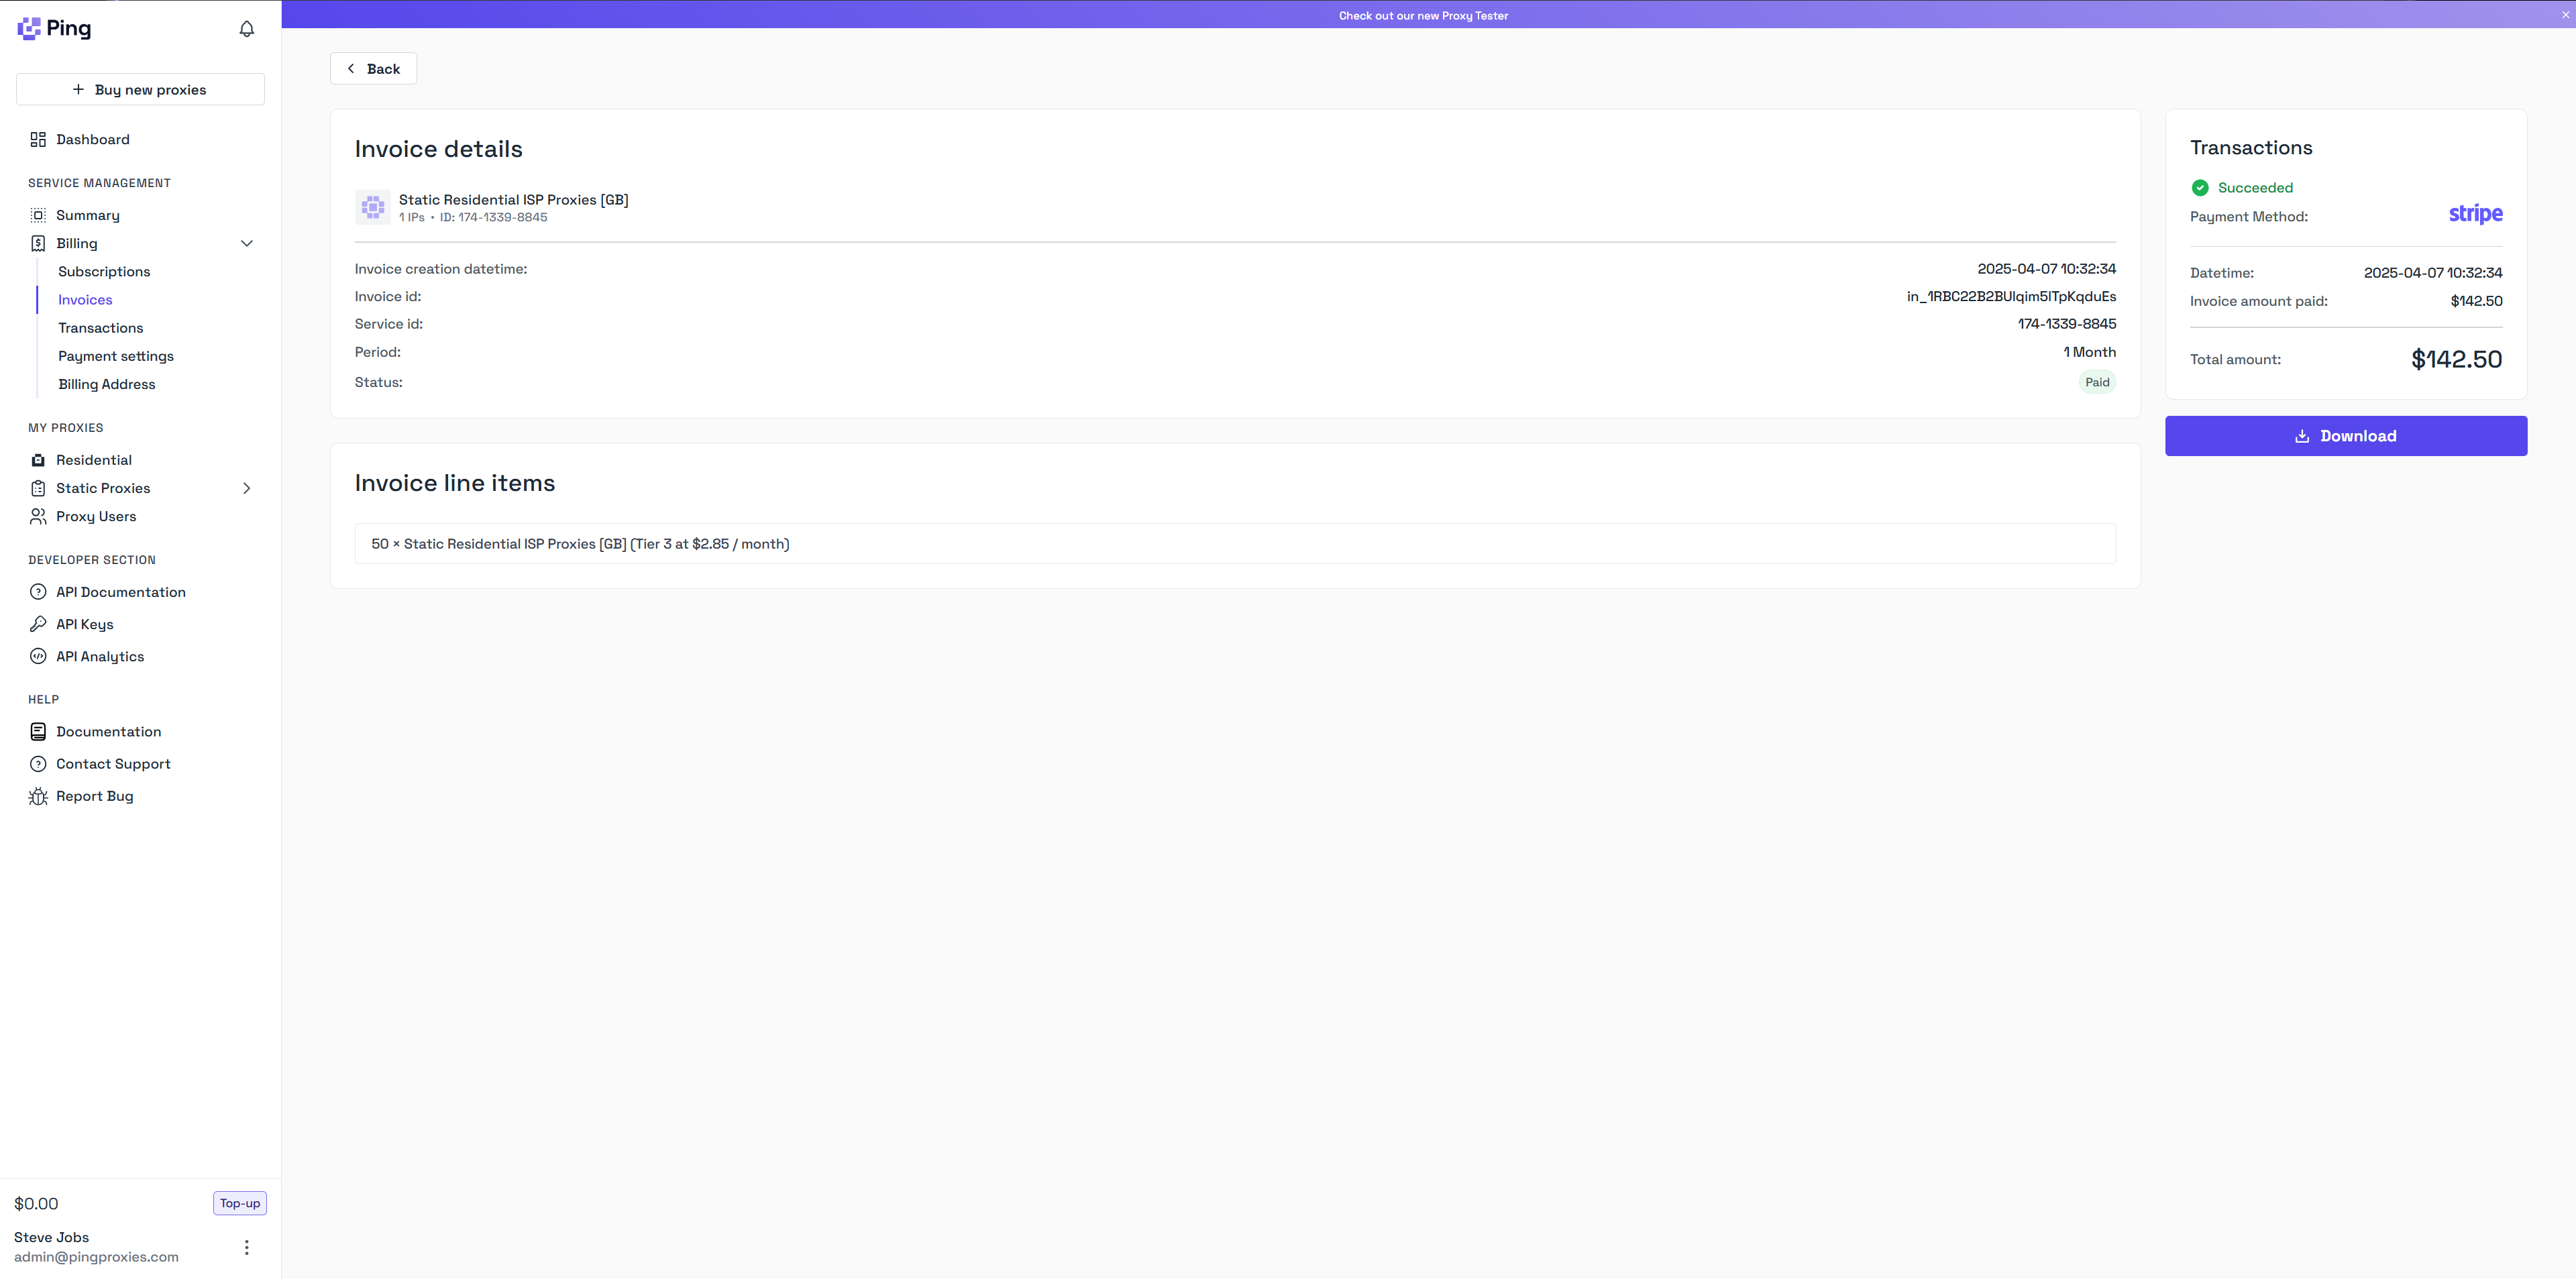 Ping
Check out our new Proxy Tester
Buy new proxies
Dashboard
SERVICE MANAGEMENT
Summary
Billing
Subscriptions
Invoices
Transactions
Payment settings
Billing Address
MY PROXIES
Residential
Static Proxies
Proxy Users
DEVELOPER SECTION
API Documentation
API Keys
API Analytics
HELP
Documentation
Contact Support
Report Bug
$0.00
Top-up
Steve Jobs
admin@pingproxies.com
Back
Invoice details
Static Residential ISP Proxies [GB]
1 IPs • ID: 174-1339-8845
Invoice creation datetime: 2025-04-07 10:32:34
Invoice id: in_1RBC22B2BUlqim5ITpKqduEs
Service id: 174-1339-8845
Period: 1 Month
Status: Paid
Invoice line items
50 × Static Residential ISP Proxies [GB] (Tier 3 at $2.85 / month)
Transactions
Succeeded
Payment Method: stripe
Datetime: 2025-04-07 10:32:34
Invoice amount paid: $142.50
Total amount: $142.50
Download